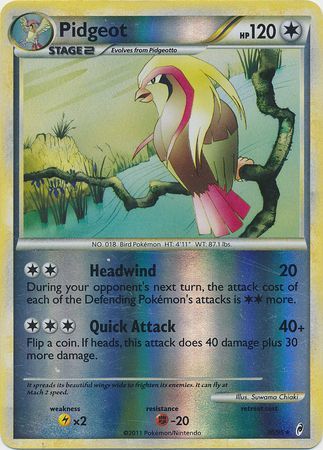 Pidgeot
HP 120
STAGE 2
Evolves from Pidgeotto
NO. 018 Bird Pokémon HT: 4'11" WT: 87.1 lbs.
Headwind 20
During your opponent's next turn, the attack cost
of each of the Defending Pokémon's attacks is more.
Quick Attack 40+
Flip a coin. If heads, this attack does 40 damage plus 30
more damage.
It spreads its beautiful wings wide to frighten its enemies. It can fly at
Mach 2 speed.
Illus. Suwama Chiaki
weakness resistance retreat cost
×2 -20
©2011 Pokémon/Nintendo